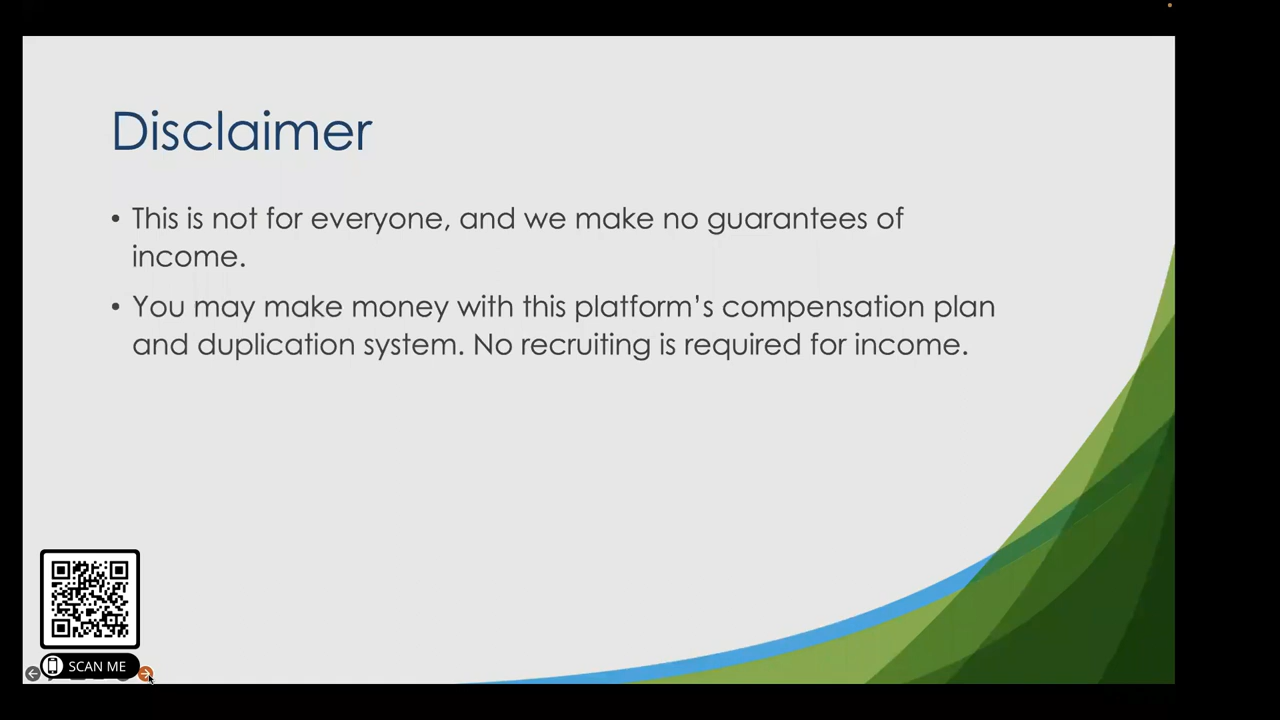 Disclaimer
• This is not for everyone, and we make no guarantees of
income.
• You may make money with this platform’s compensation plan
and duplication system. No recruiting is required for income.
SCAN ME